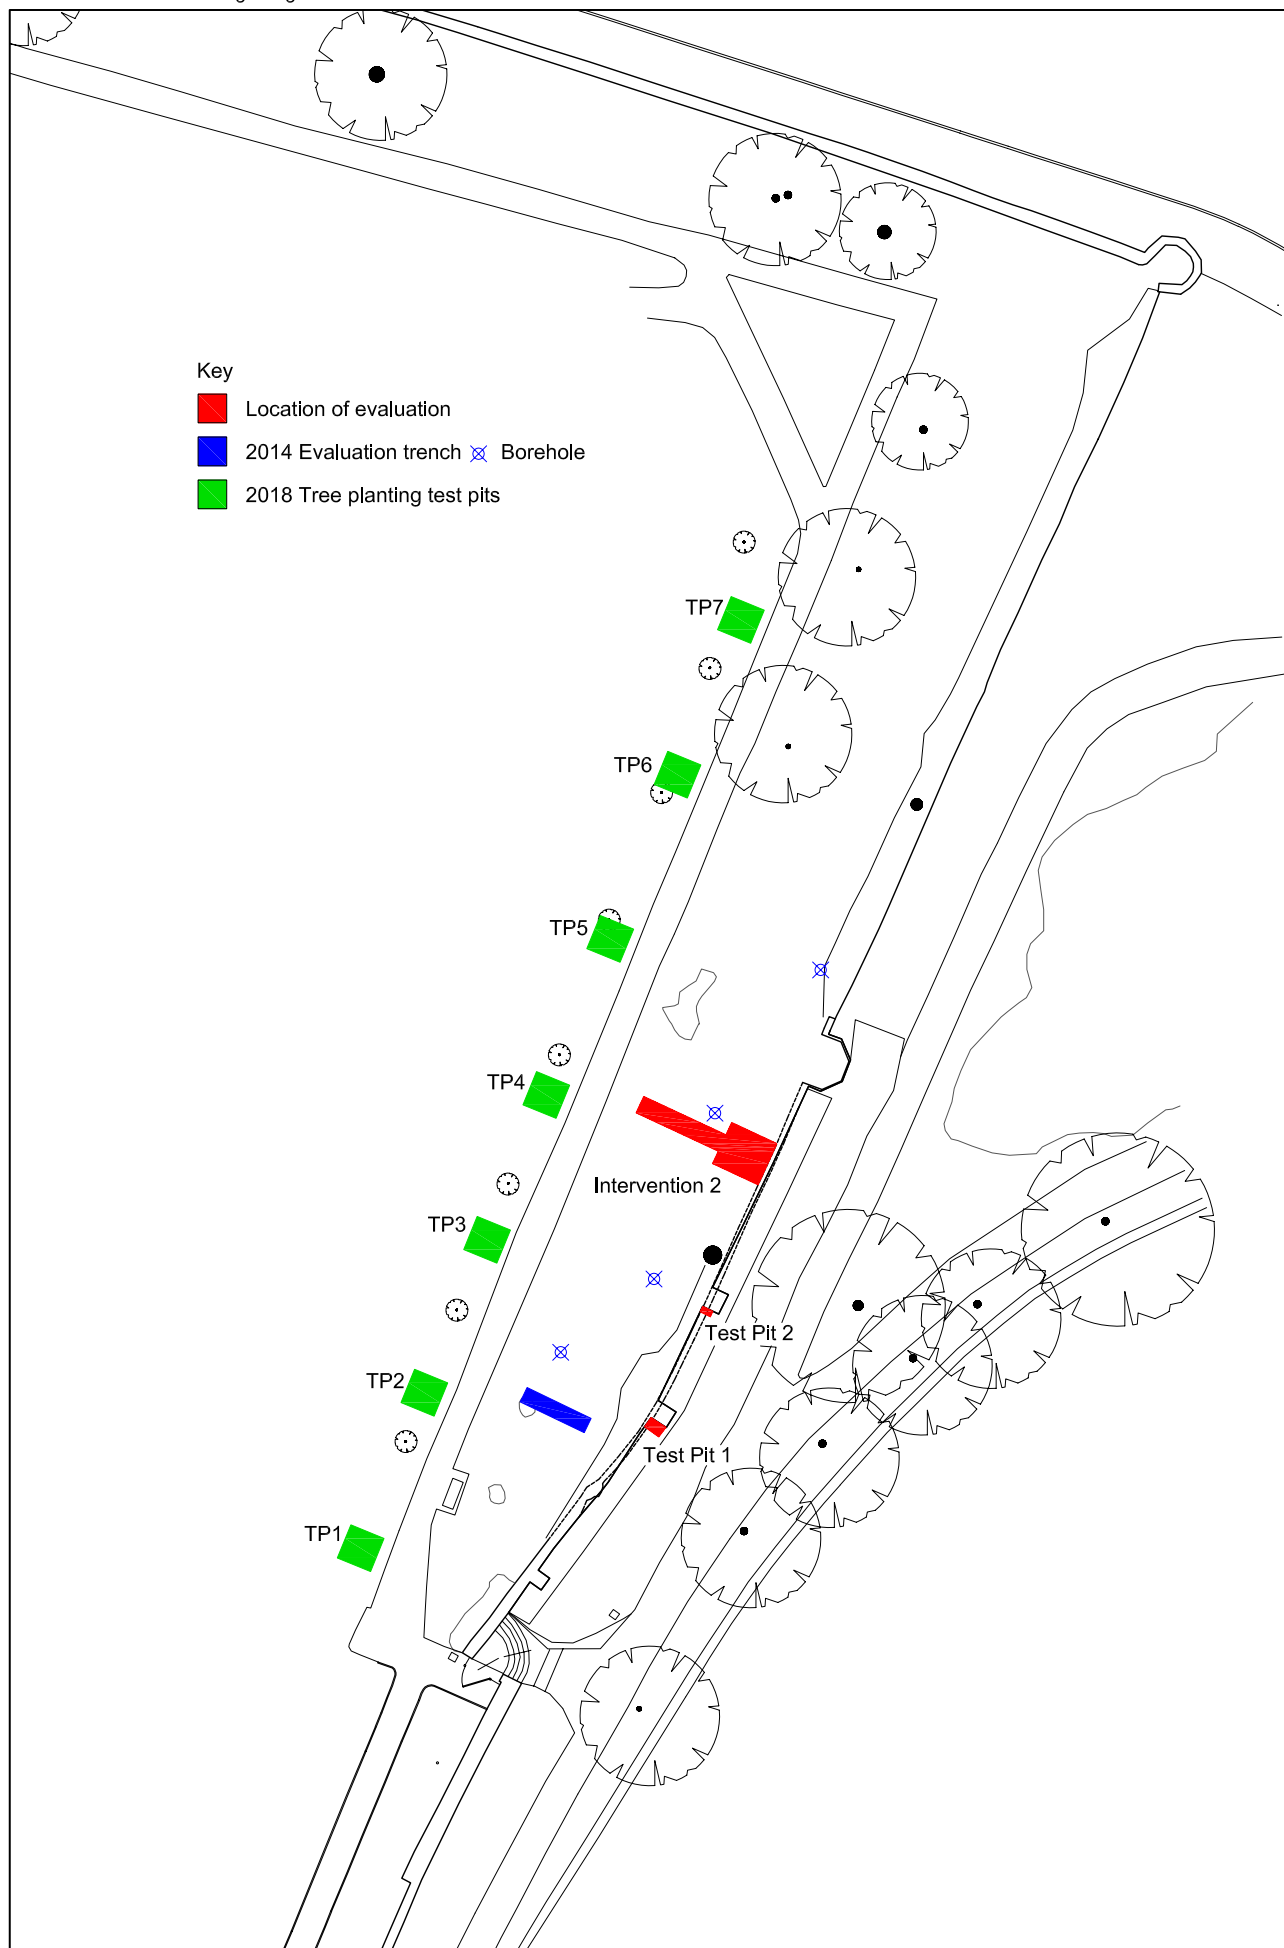 Key
Location of evaluation
2014 Evaluation trench Borehole
2018 Tree planting test pits
TP7
TP6
TP5
TP4
Intervention 2
TP3
Test Pit 2
TP2
Test Pit 1
TP1